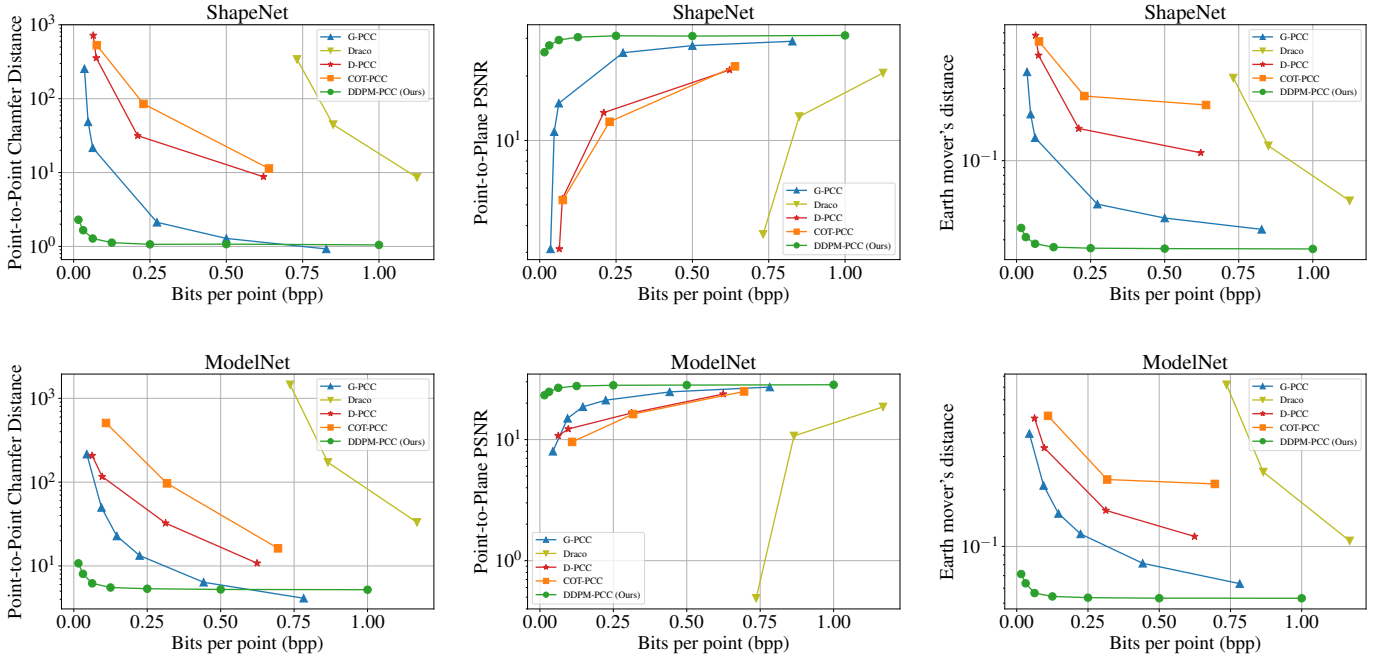 ShapeNet
Point-to-Point Chamfer Distance
10³
10²
10¹
10⁰
0.00 0.25 0.50 0.75 1.00
Bits per point (bpp)
G-PCC
Draco
D-PCC
COT-PCC
DDPM-PCC (Ours)
ShapeNet
Point-to-Plane PSNR
10¹
0.00 0.25 0.50 0.75 1.00
Bits per point (bpp)
G-PCC
Draco
D-PCC
COT-PCC
DDPM-PCC (Ours)
ShapeNet
Earth mover's distance
10⁻¹
0.00 0.25 0.50 0.75 1.00
Bits per point (bpp)
G-PCC
Draco
D-PCC
COT-PCC
DDPM-PCC (Ours)
ModelNet
Point-to-Point Chamfer Distance
10³
10²
10¹
0.00 0.25 0.50 0.75 1.00
Bits per point (bpp)
G-PCC
Draco
D-PCC
COT-PCC
DDPM-PCC (Ours)
ModelNet
Point-to-Plane PSNR
10¹
10⁰
0.00 0.25 0.50 0.75 1.00
Bits per point (bpp)
G-PCC
Draco
D-PCC
COT-PCC
DDPM-PCC (Ours)
ModelNet
Earth mover's distance
10⁻¹
0.00 0.25 0.50 0.75 1.00
Bits per point (bpp)
G-PCC
Draco
D-PCC
COT-PCC
DDPM-PCC (Ours)